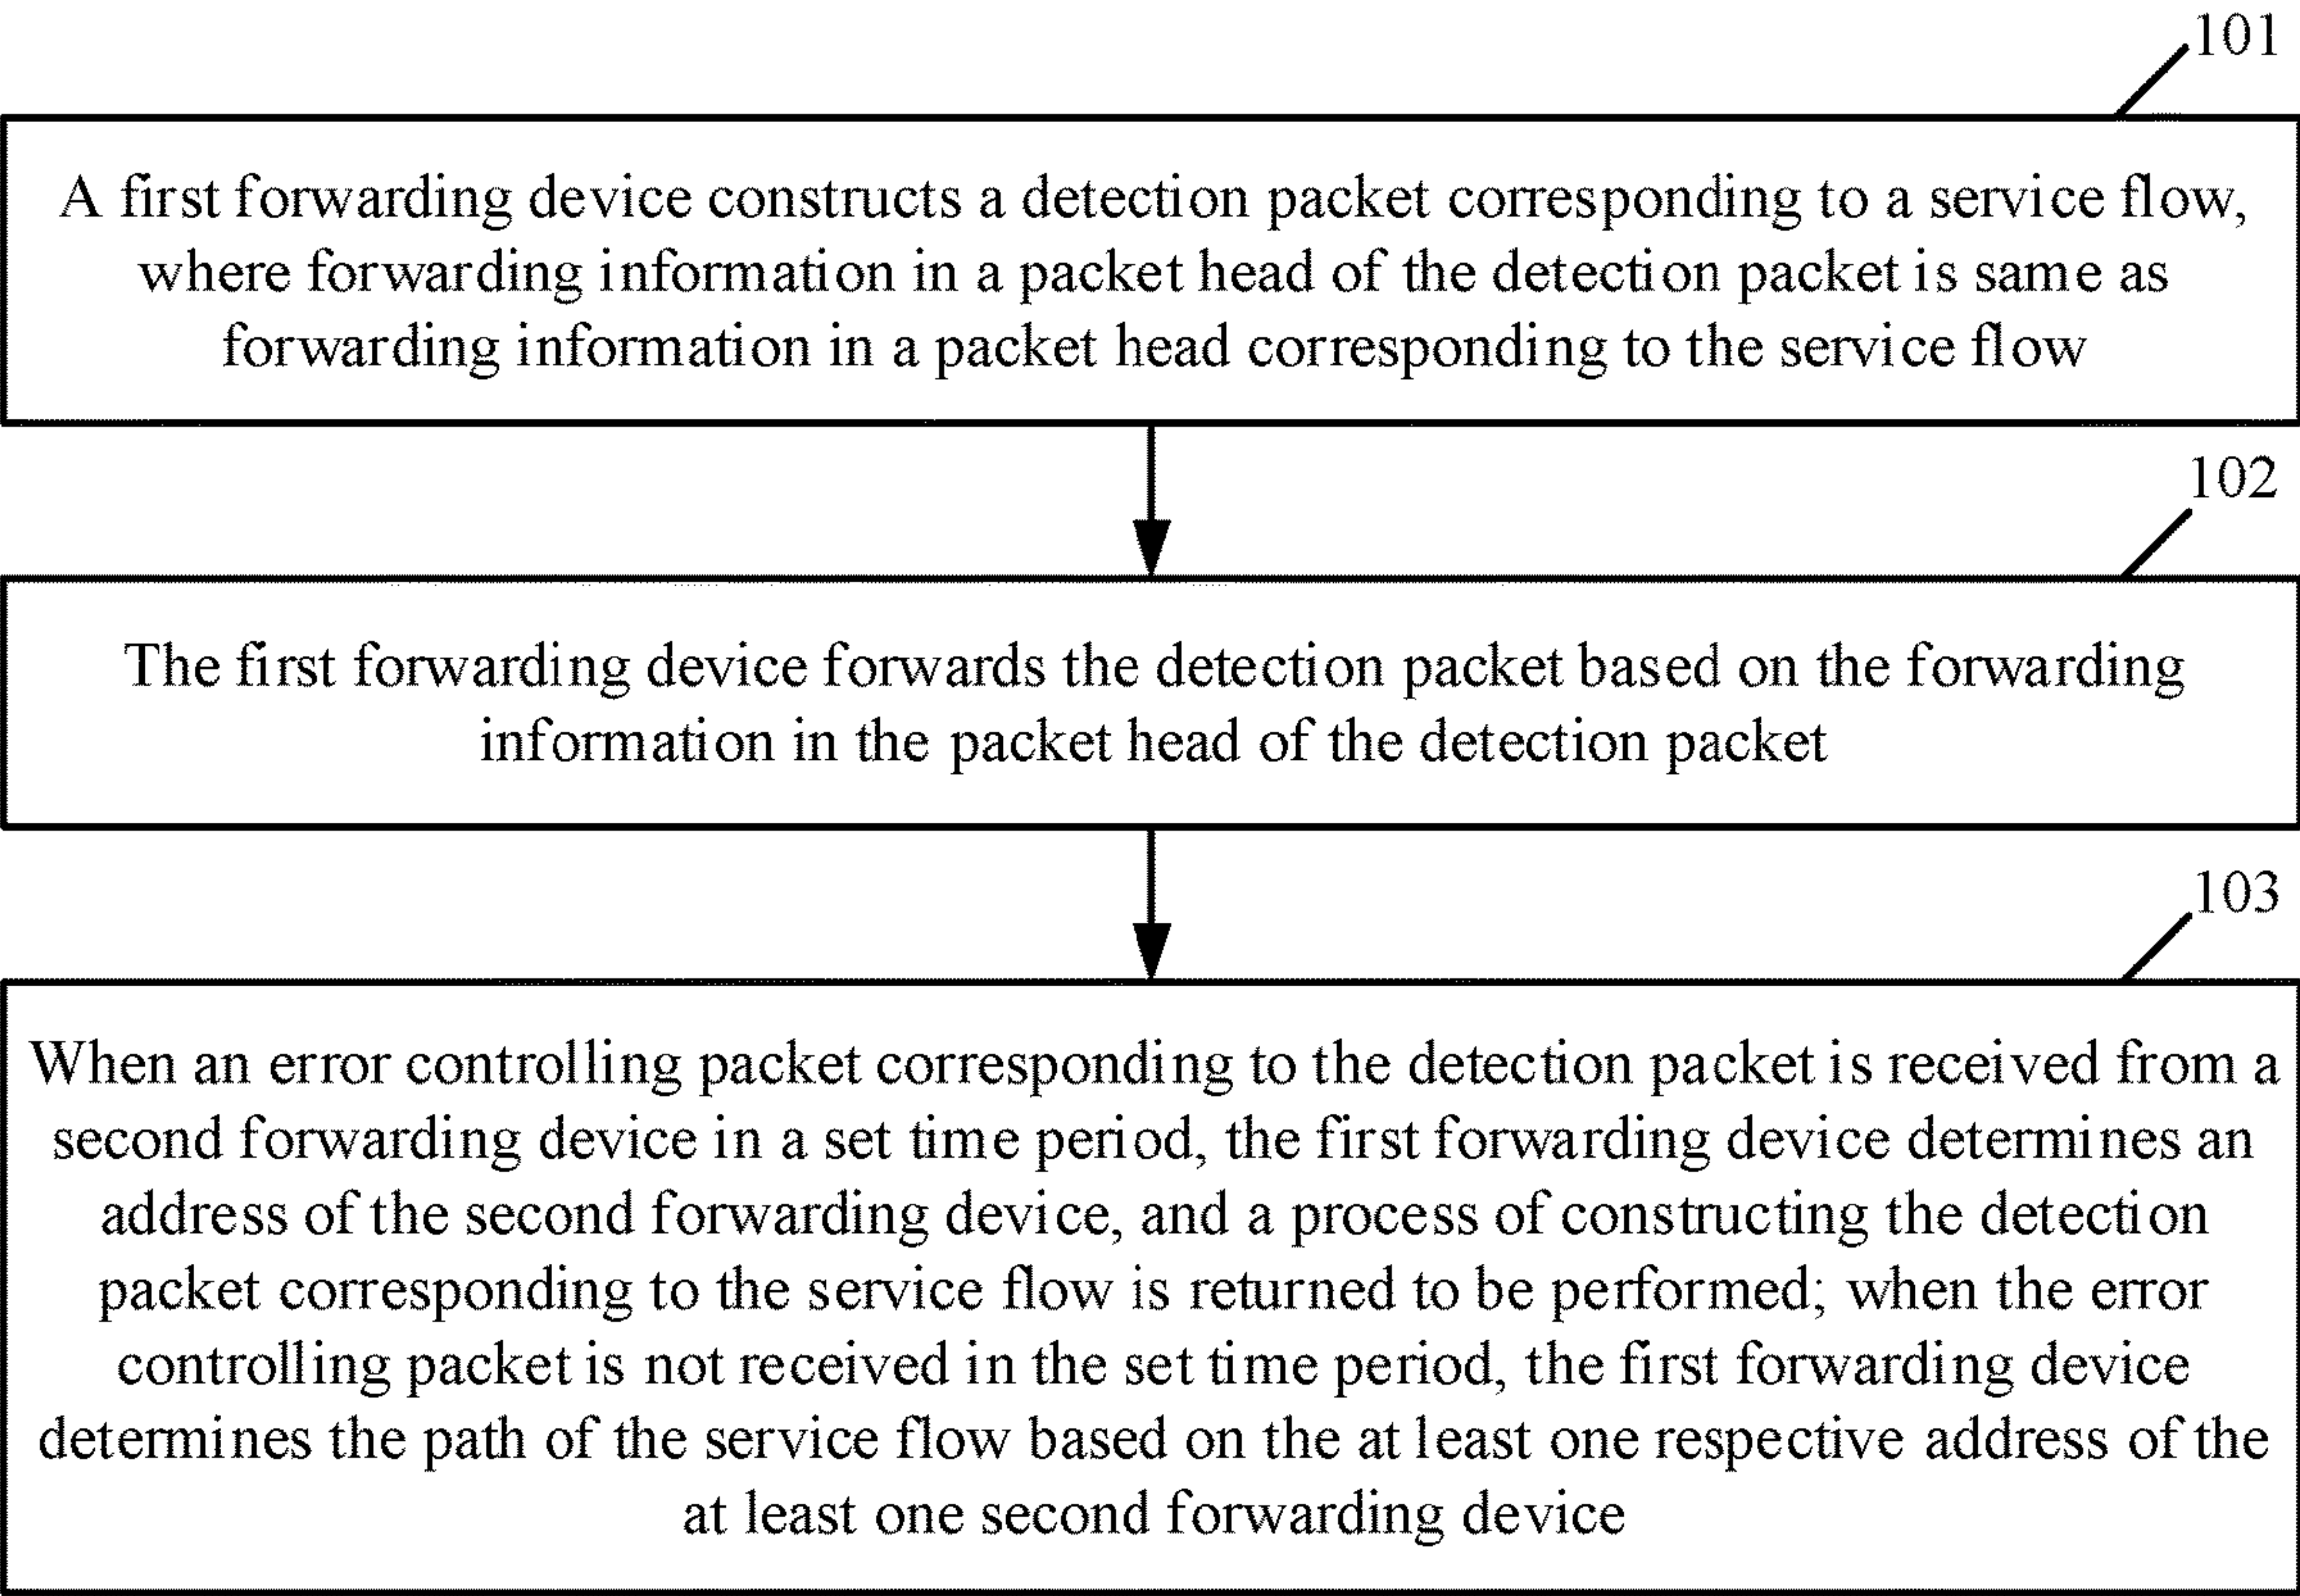 101
A first forwarding device constructs a detection packet corresponding to a service flow,
where forwarding information in a packet head of the detection packet is same as
forwarding information in a packet head corresponding to the service flow
102
The first forwarding device forwards the detection packet based on the forwarding
information in the packet head of the detection packet
103
When an error controlling packet corresponding to the detection packet is received from a
second forwarding device in a set time period, the first forwarding device determines an
address of the second forwarding device, and a process of constructing the detection
packet corresponding to the service flow is returned to be performed; when the error
controlling packet is not received in the set time period, the first forwarding device
determines the path of the service flow based on the at least one respective address of the
at least one second forwarding device